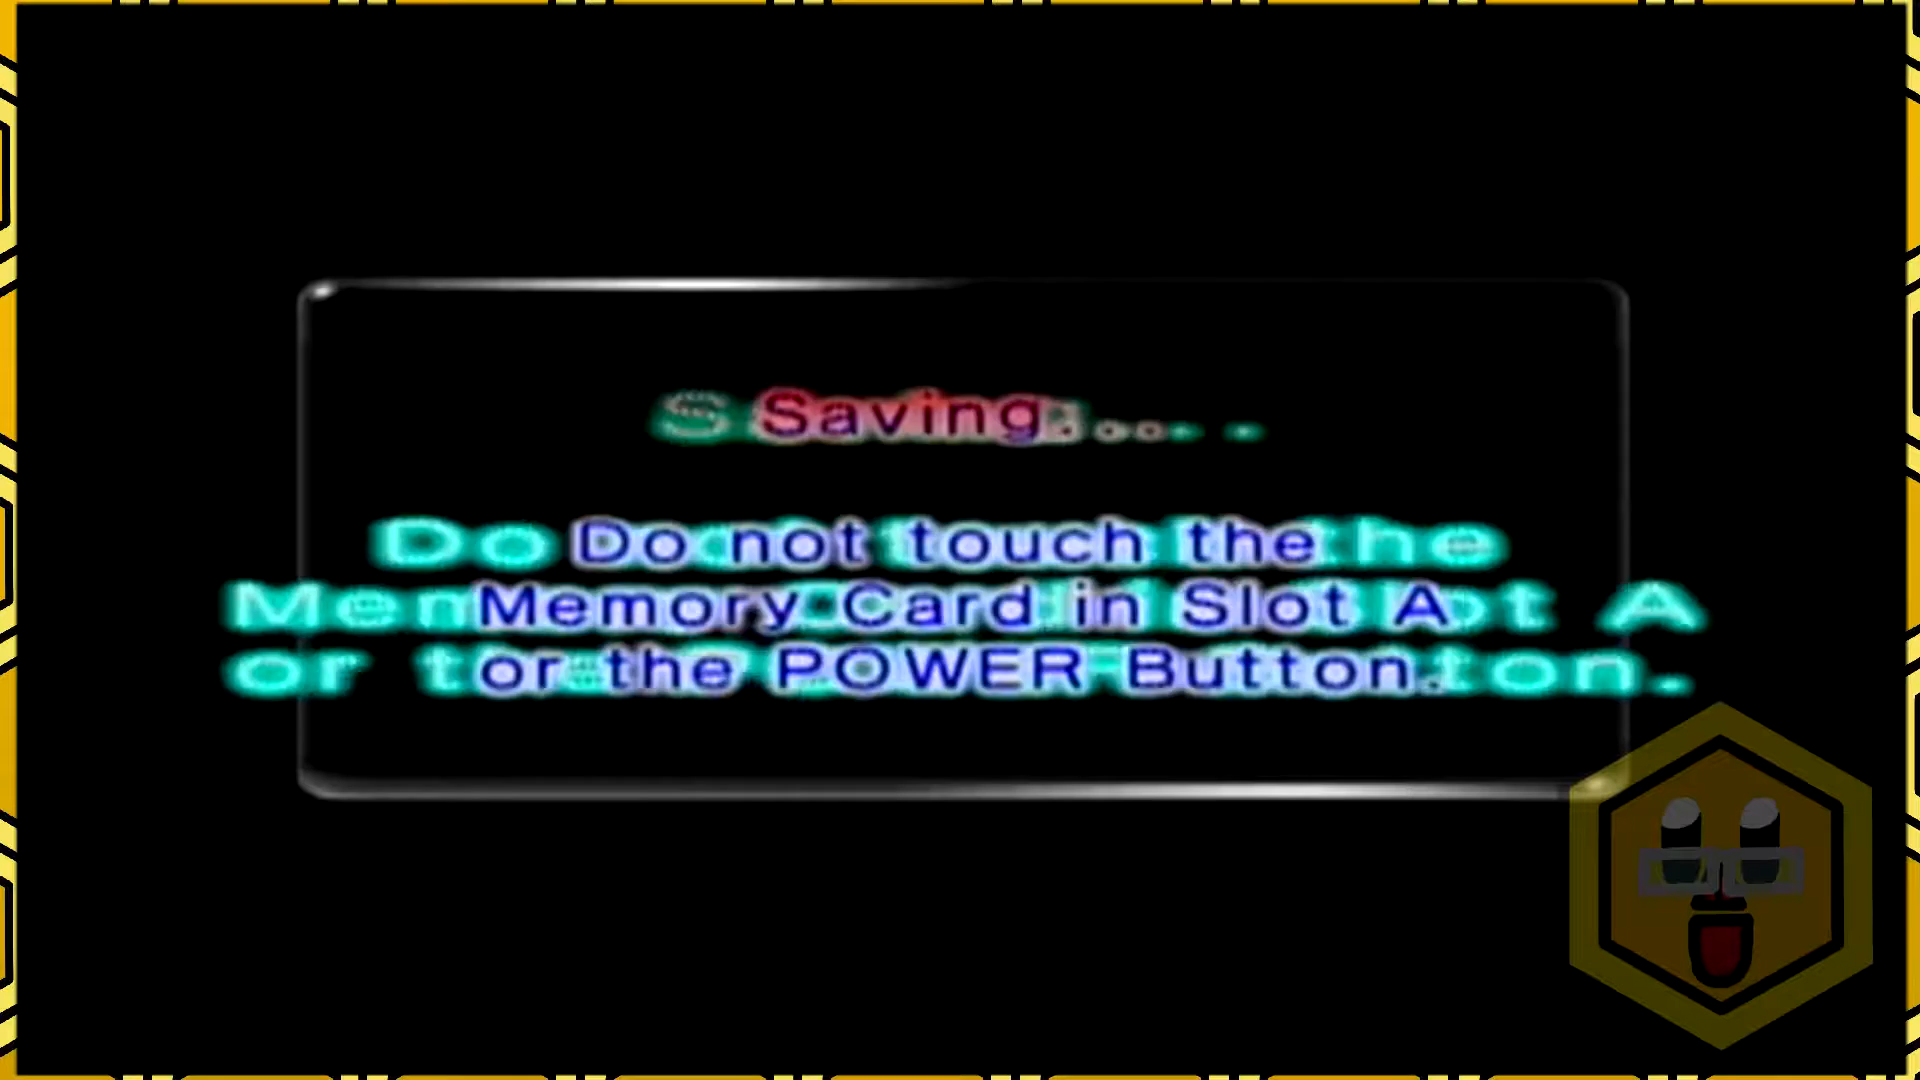 Saving.....
Do not touch the
Memory Card in Slot A
or the POWER Button.